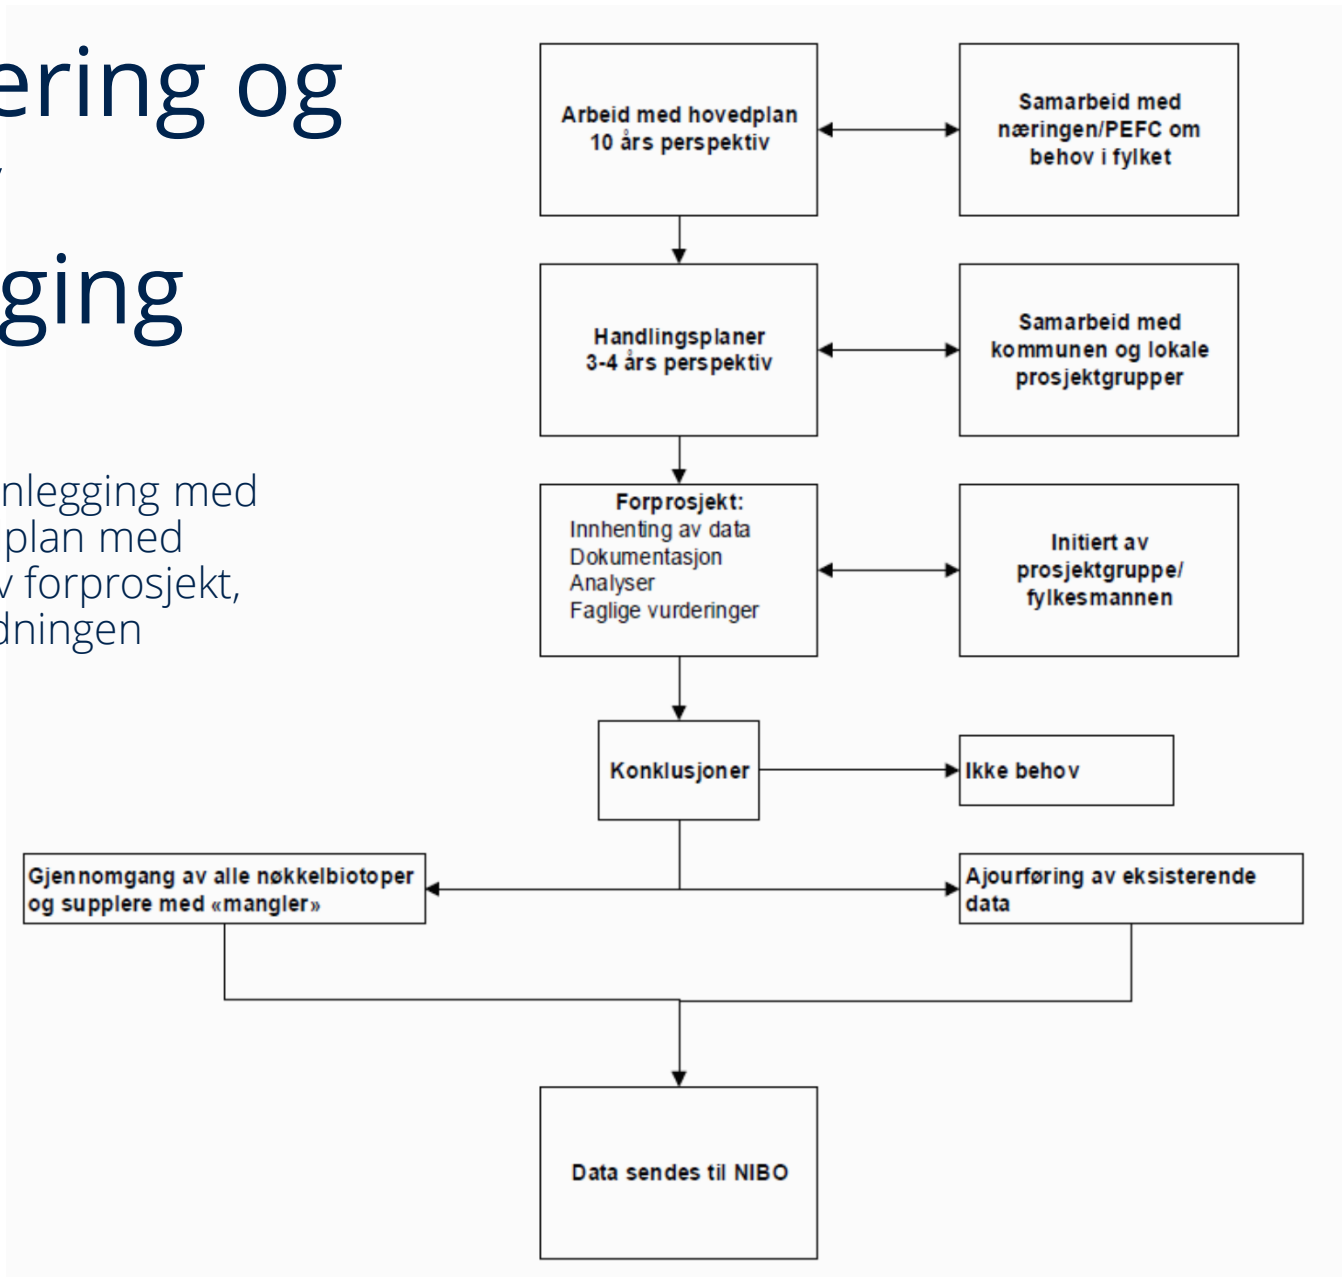 ering og
ging
nlegging med
plan med
v forprosjekt,
dningen
Arbeid med hovedplan
10 års perspektiv
Samarbeid med
næringen/PEFC om
behov i fylket
Handlingsplaner
3-4 års perspektiv
Samarbeid med
kommunen og lokale
prosjektgrupper
Forprosjekt:
Innhenting av data
Dokumentasjon
Analyser
Faglige vurderinger
Initiert av
prosjektgruppe/
fylkesmannen
Konklusjoner
Ikke behov
Gjennomgang av alle nøkkelbiotoper
og supplere med «mangler»
Ajourføring av eksisterende
data
Data sendes til NIBO